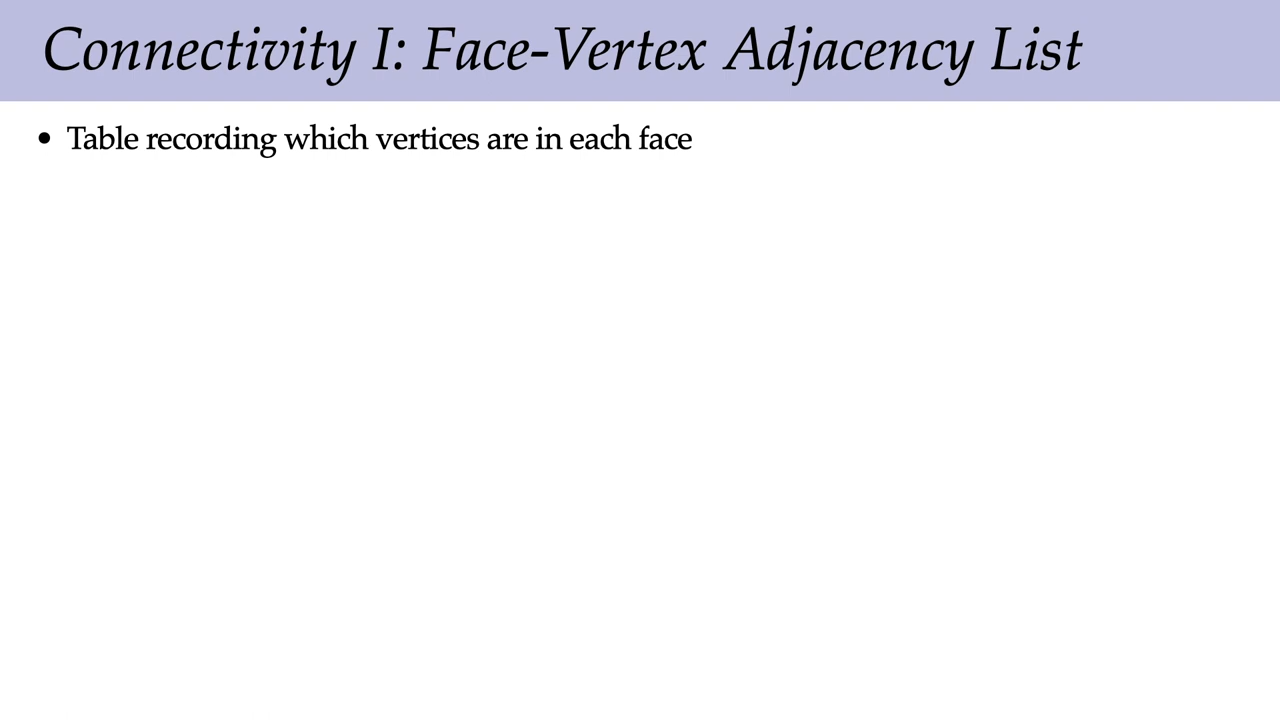 Connectivity I: Face-Vertex Adjacency List
• Table recording which vertices are in each face